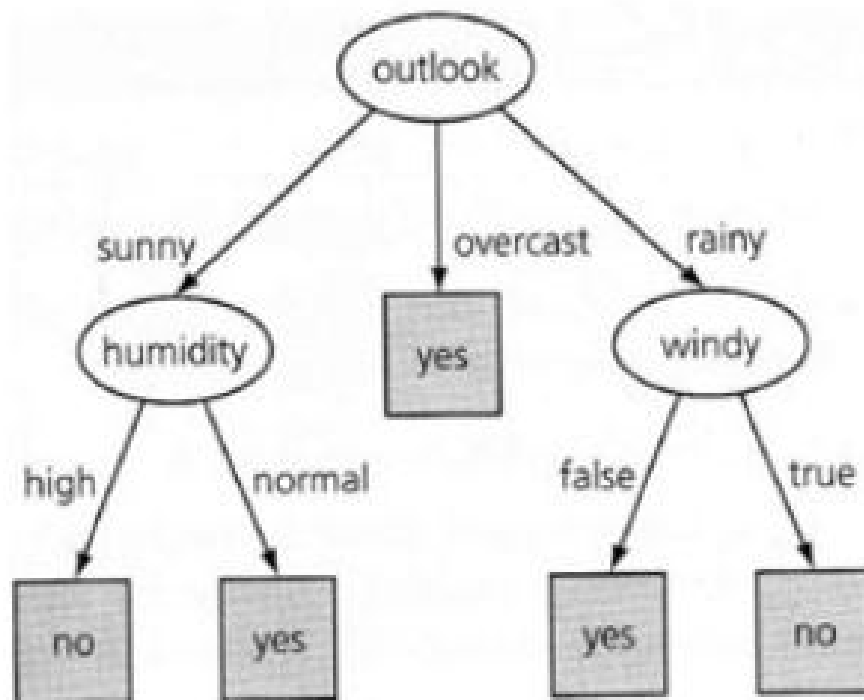 outlook
sunny
overcast
rainy
humidity
yes
windy
high
normal
false
true
no
yes
yes
no